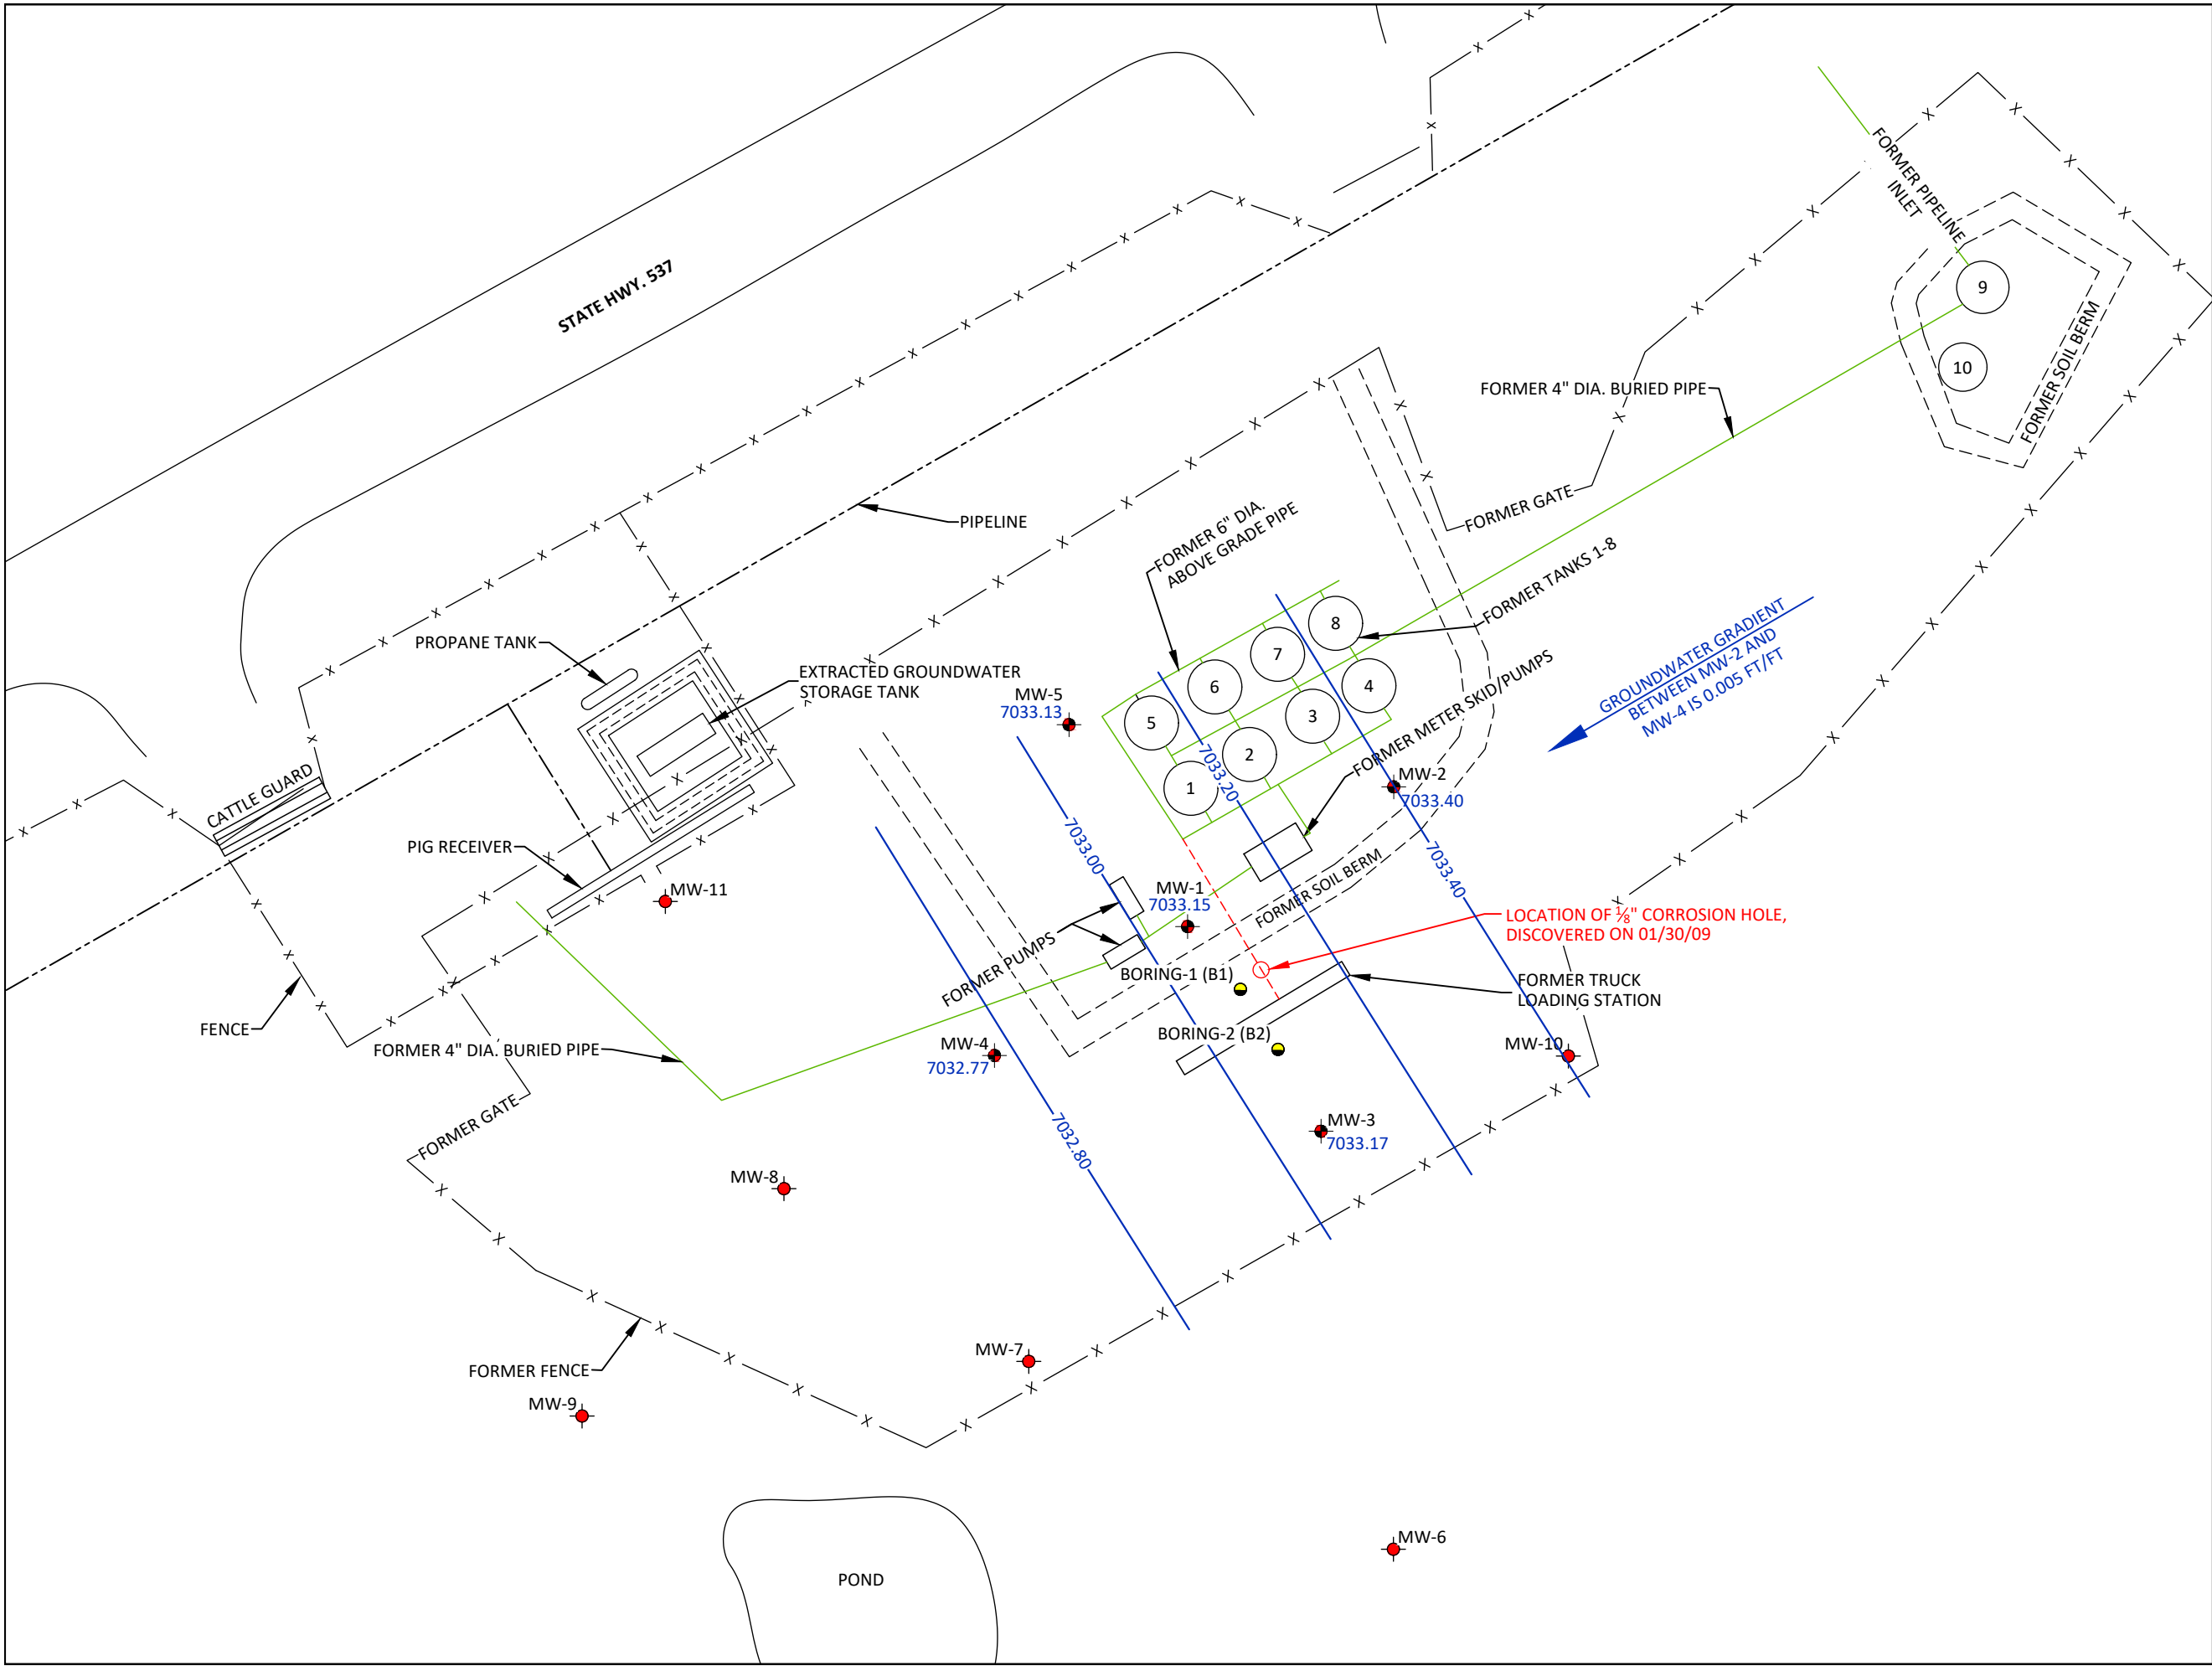 STATE HWY. 537
FORMER PIPELINE
INLET
9
10
FORMER SOIL BERM
FORMER 4" DIA. BURIED PIPE
FORMER GATE
PIPELINE
FORMER 6" DIA.
ABOVE GRADE PIPE
FORMER TANKS 1-8
8
7
6
5
4
3
2
1
GROUNDWATER GRADIENT
BETWEEN MW-2 AND
MW-4 IS 0.005 FT/FT
PROPANE TANK
EXTRACTED GROUNDWATER
STORAGE TANK
MW-5
7033.13
FORMER METER SKID/PUMPS
7033.20
MW-2
7033.40
CATTLE GUARD
PIG RECEIVER
MW-11
7033.00
MW-1
7033.15
FORMER SOIL BERM
7033.40
LOCATION OF ⅛" CORROSION HOLE,
DISCOVERED ON 01/30/09
FORMER PUMPS
BORING-1 (B1)
FORMER TRUCK
LOADING STATION
FENCE
FORMER 4" DIA. BURIED PIPE
MW-4
7032.77
BORING-2 (B2)
MW-10
FORMER GATE
7032.80
MW-3
7033.17
MW-8
MW-7
FORMER FENCE
MW-9
MW-6
POND